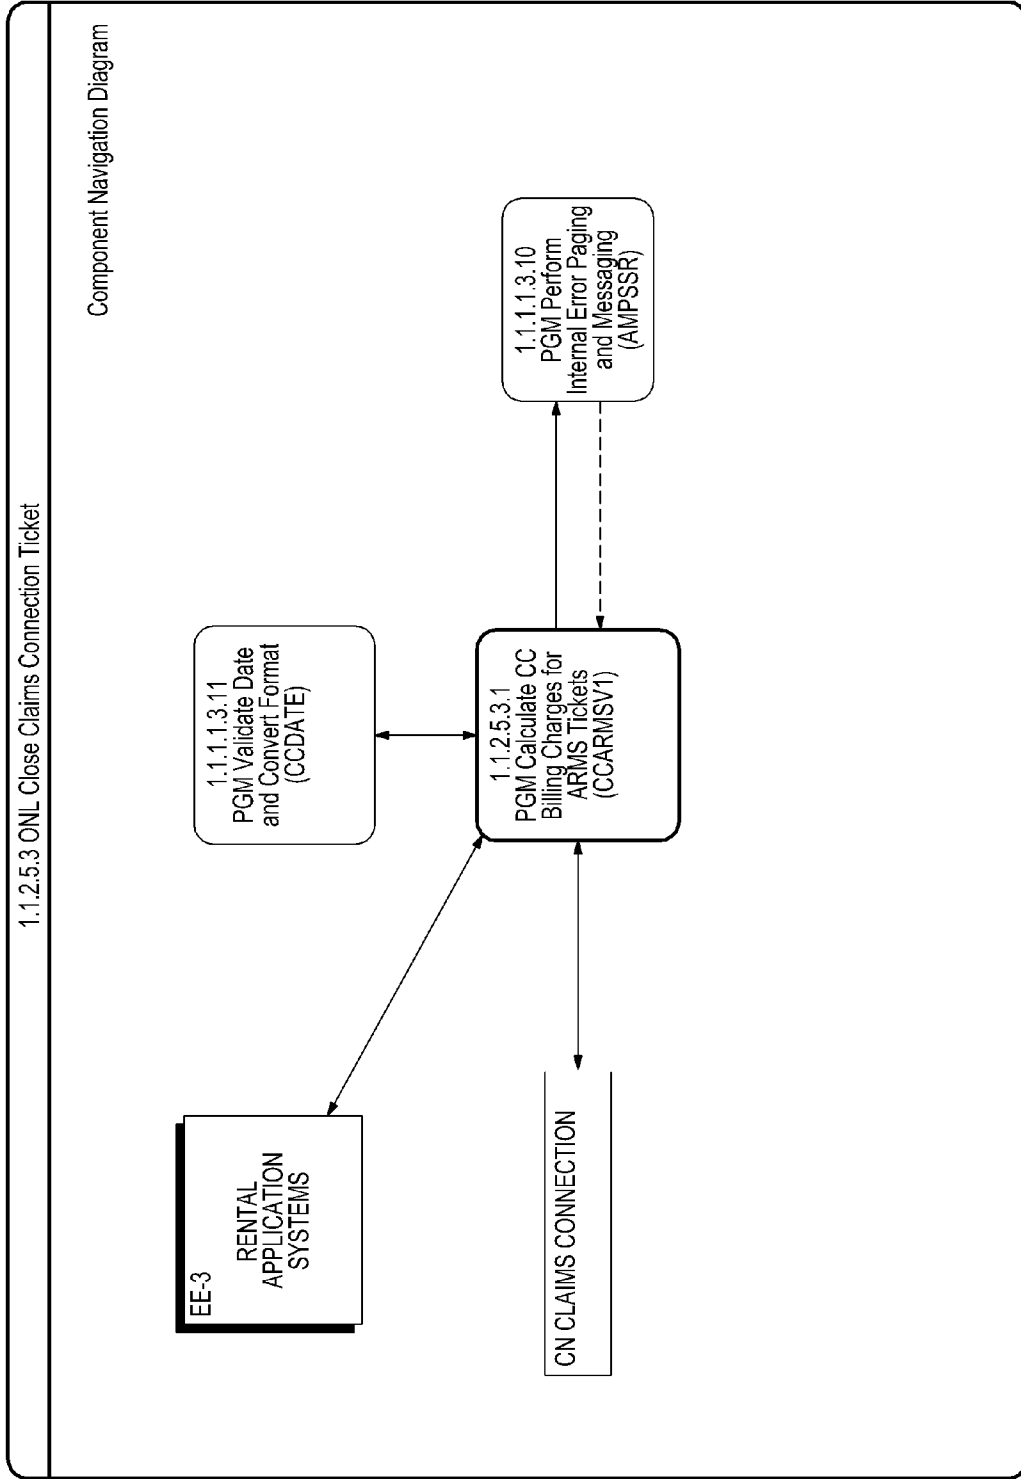 1.1.2.5.3 ONL Close Claims Connection Ticket
Component Navigation Diagram
EE-3
RENTAL
APPLICATION
SYSTEMS
1.1.1.1.3.11
PGM Validate Date
and Convert Format
(CCDATE)
CN CLAIMS CONNECTION
1.1.2.5.3.1
PGM Calculate CC
Billing Charges for
ARMS Tickets
(CCARMSV1)
1.1.1.1.3.10
PGM Perform
Internal Error Paging
and Messaging
(AMPSSR)